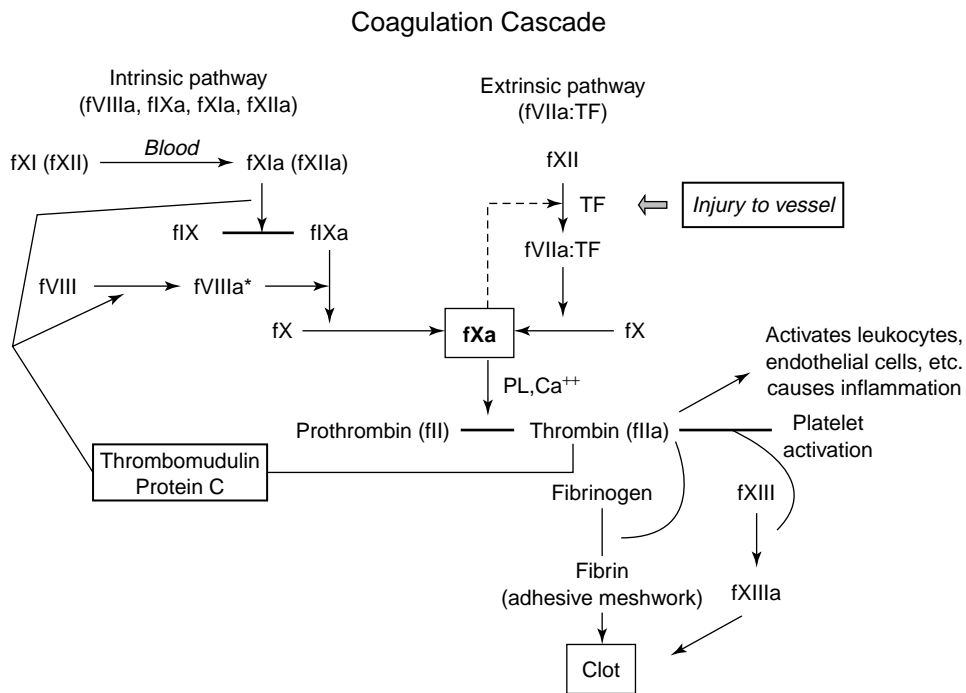 Coagulation Cascade
Intrinsic pathway
(fVIIIa, fIXa, fXIa, fXIIa)
Extrinsic pathway
(fVIIa:TF)
fXI (fXII)
Blood
fXIa (fXIIa)
fXII
TF
Injury to vessel
fIX
fIXa
fVIIa:TF
fVIII
fVIIIa*
fX
fXa
fX
Activates leukocytes,
endothelial cells, etc.
causes inflammation
PL,Ca++
Prothrombin (fII)
Thrombin (fIIa)
Platelet
activation
Thrombomudulin
Protein C
Fibrinogen
fXIII
Fibrin
(adhesive meshwork)
fXIIIa
Clot